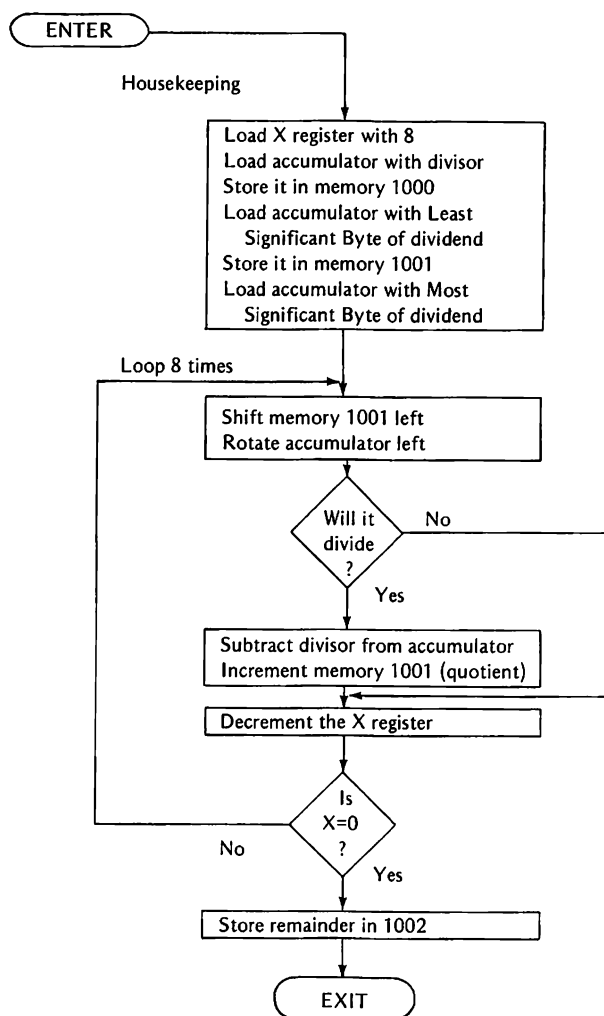 ENTER
Housekeeping
Load X register with 8
Load accumulator with divisor
Store it in memory 1000
Load accumulator with Least
Significant Byte of dividend
Store it in memory 1001
Load accumulator with Most
Significant Byte of dividend
Loop 8 times
Shift memory 1001 left
Rotate accumulator left
Will it
divide
?
No
Yes
Subtract divisor from accumulator
Increment memory 1001 (quotient)
Decrement the X register
Is
X=0
?
No
Yes
Store remainder in 1002
EXIT